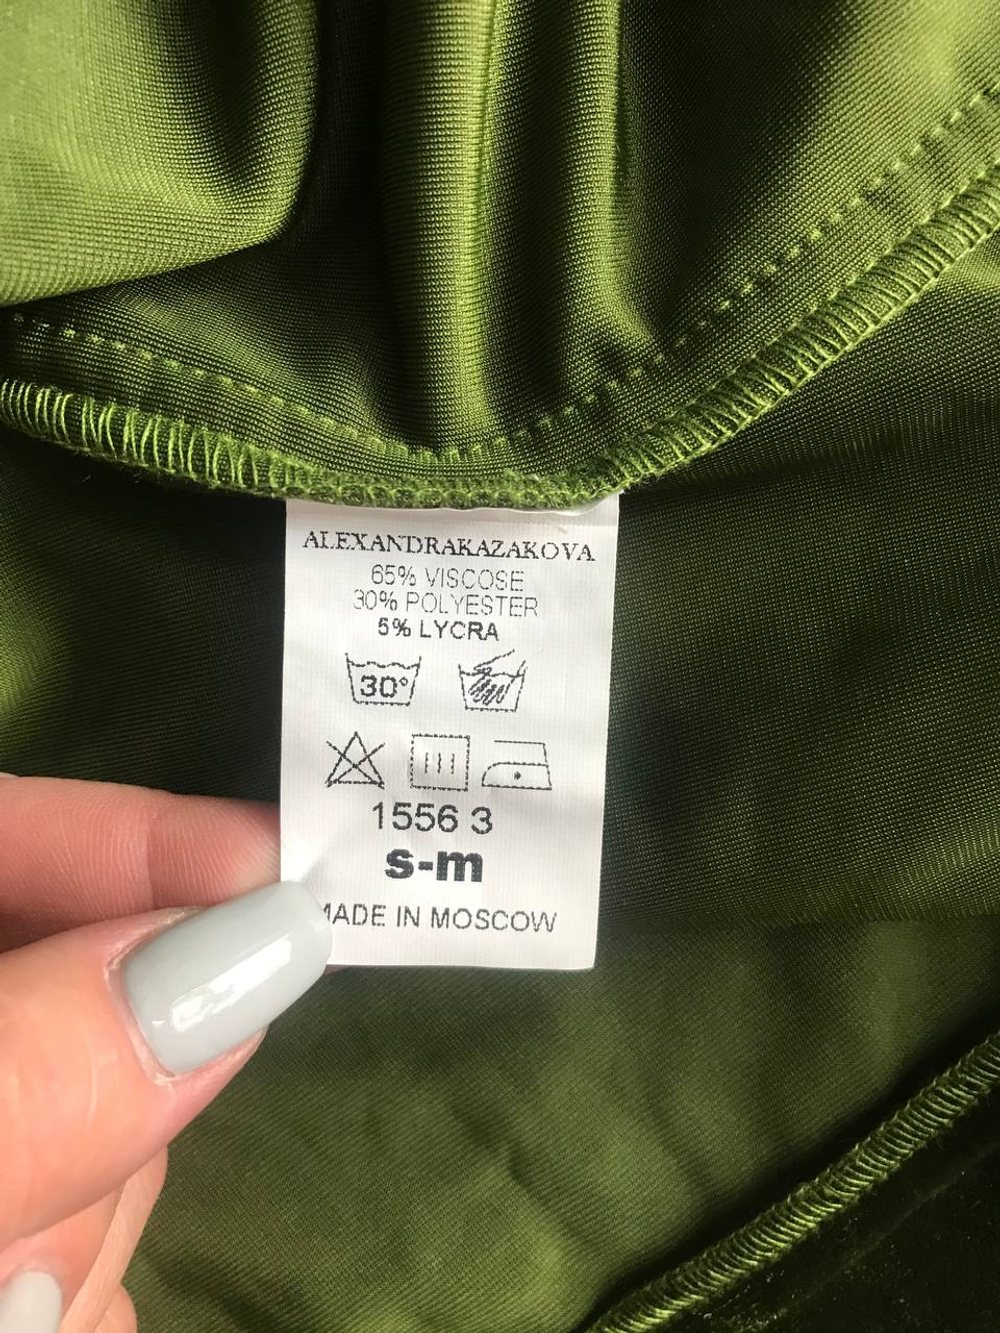 ALEXANDRAKAZAKOVA
65% VISCOSE
30% POLYESTER
5% LYCRA
30°
1556 3
s-m
MADE IN MOSCOW